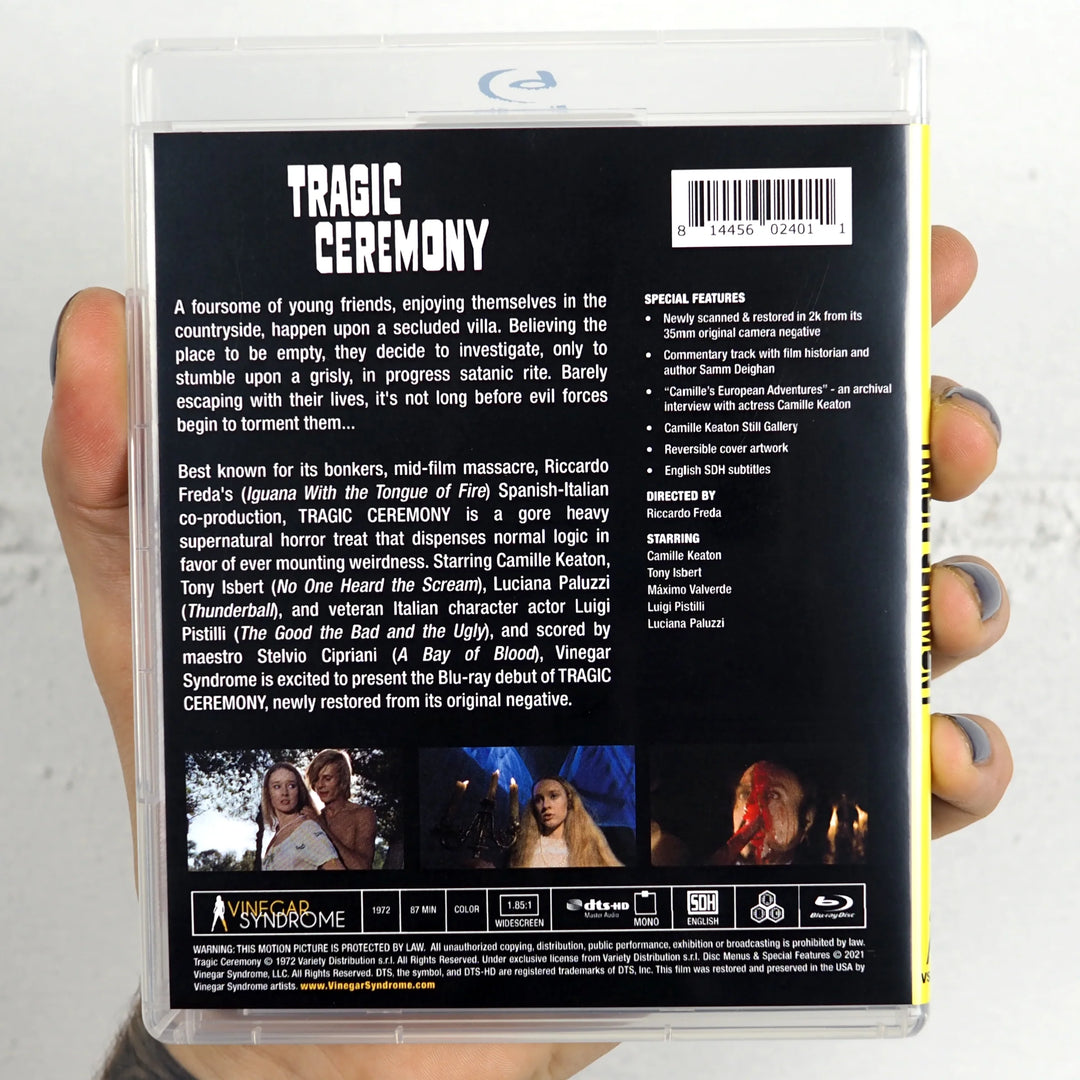 TRAGIC
CEREMONY
8 14456 02401 1
A foursome of young friends, enjoying themselves in the
countryside, happen upon a secluded villa. Believing the
place to be empty, they decide to investigate, only to
stumble upon a grisly, in progress satanic rite. Barely
escaping with their lives, it's not long before evil forces
begin to torment them...
Best known for its bonkers, mid-film massacre, Riccardo
Freda's (Iguana With the Tongue of Fire) Spanish-Italian
co-production, TRAGIC CEREMONY is a gore heavy
supernatural horror treat that dispenses normal logic in
favor of ever mounting weirdness. Starring Camille Keaton,
Tony Isbert (No One Heard the Scream), Luciana Paluzzi
(Thunderball), and veteran Italian character actor Luigi
Pistilli (The Good the Bad and the Ugly), and scored by
maestro Stelvio Cipriani (A Bay of Blood), Vinegar
Syndrome is excited to present the Blu-ray debut of TRAGIC
CEREMONY, newly restored from its original negative.
SPECIAL FEATURES
• Newly scanned & restored in 2k from its
35mm original camera negative
• Commentary track with film historian and
author Samm Deighan
• “Camille's European Adventures” - an archival
interview with actress Camille Keaton
• Camille Keaton Still Gallery
• Reversible cover artwork
• English SDH subtitles
DIRECTED BY
Riccardo Freda
STARRING
Camille Keaton
Tony Isbert
Máximo Valverde
Luigi Pistilli
Luciana Paluzzi
VINEGAR
SYNDROME
1972
87 MIN
COLOR
1.85:1
WIDESCREEN
dts-HD
Master Audio
MONO
SDH
ENGLISH
ABC
Blu-ray Disc
WARNING: THIS MOTION PICTURE IS PROTECTED BY LAW. All unauthorized copying, distribution, public performance, exhibition or broadcasting is prohibited by law.
Tragic Ceremony © 1972 Variety Distribution s.r.l. All Rights Reserved. Under exclusive license from Variety Distribution s.r.l. Disc Menus & Special Features © 2021
Vinegar Syndrome, LLC. All Rights Reserved. DTS, the symbol, and DTS-HD are registered trademarks of DTS, Inc. This film was restored and preserved in the USA by
Vinegar Syndrome artists. www.VinegarSyndrome.com